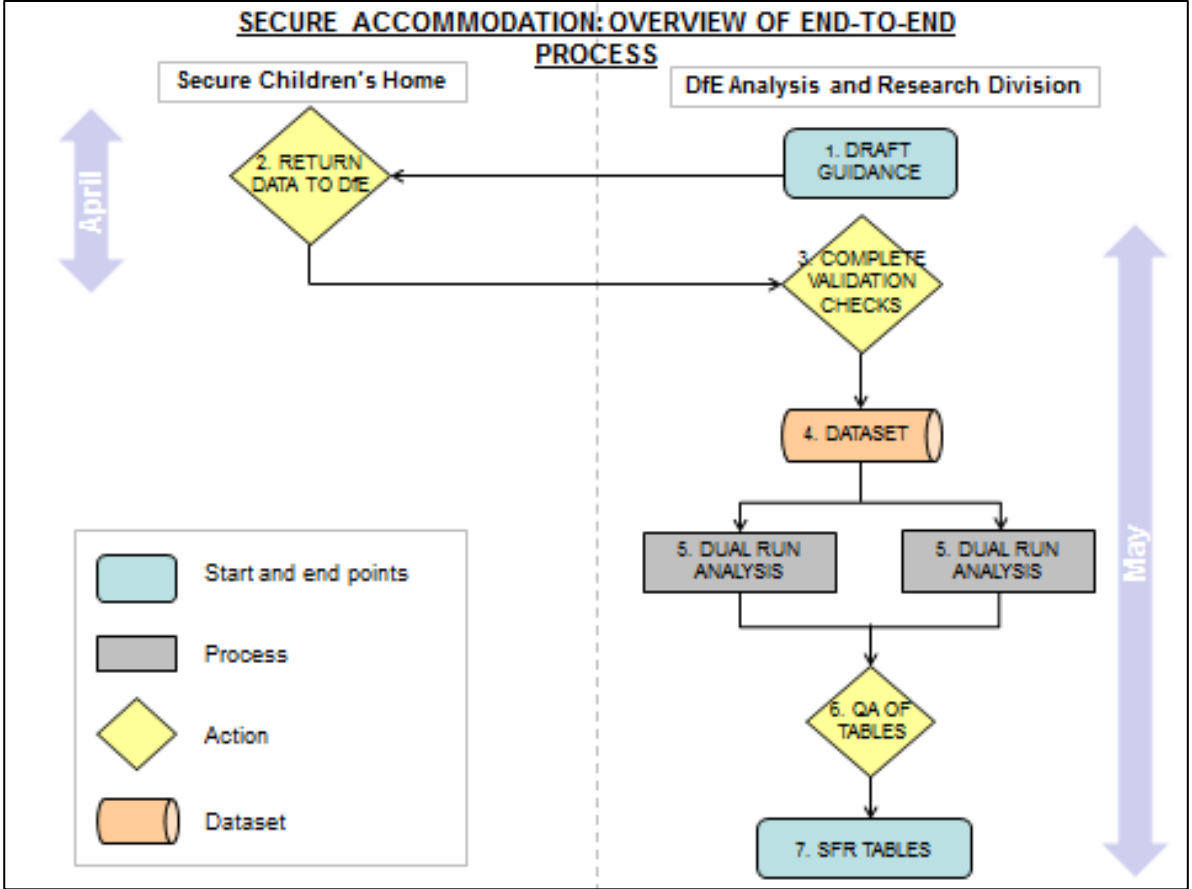 SECURE ACCOMMODATION: OVERVIEW OF END-TO-END
PROCESS
Secure Children's Home
DfE Analysis and Research Division
April
2. RETURN
DATA TO DfE
1. DRAFT
GUIDANCE
3. COMPLETE
VALIDATION
CHECKS
4. DATASET
5. DUAL RUN
ANALYSIS
5. DUAL RUN
ANALYSIS
May
6. QA OF
TABLES
7. SFR TABLES
Start and end points
Process
Action
Dataset